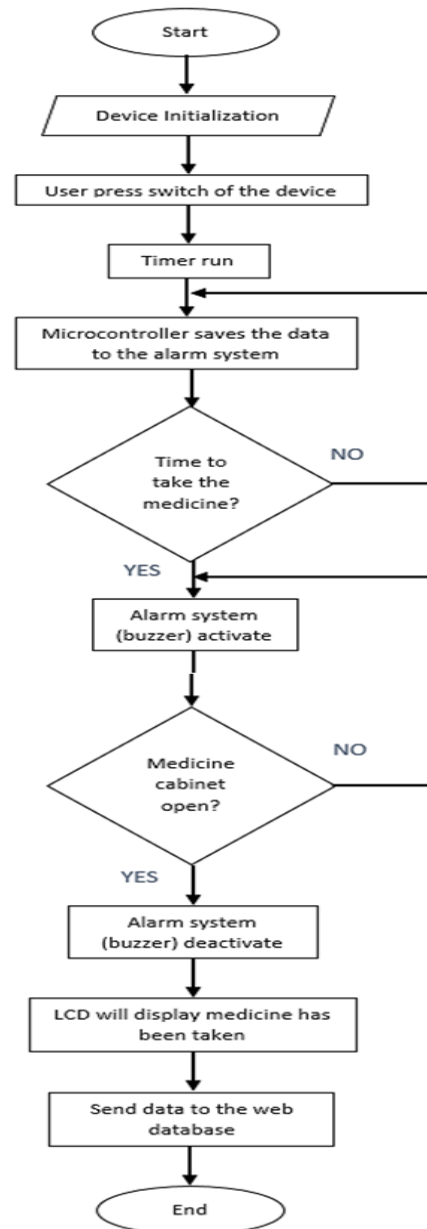 Start
Device Initialization
User press switch of the device
Timer run
Microcontroller saves the data
to the alarm system
Time to
take the
medicine?
NO
YES
Alarm system
(buzzer) activate
Medicine
cabinet
open?
NO
YES
Alarm system
(buzzer) deactivate
LCD will display medicine has
been taken
Send data to the web
database
End